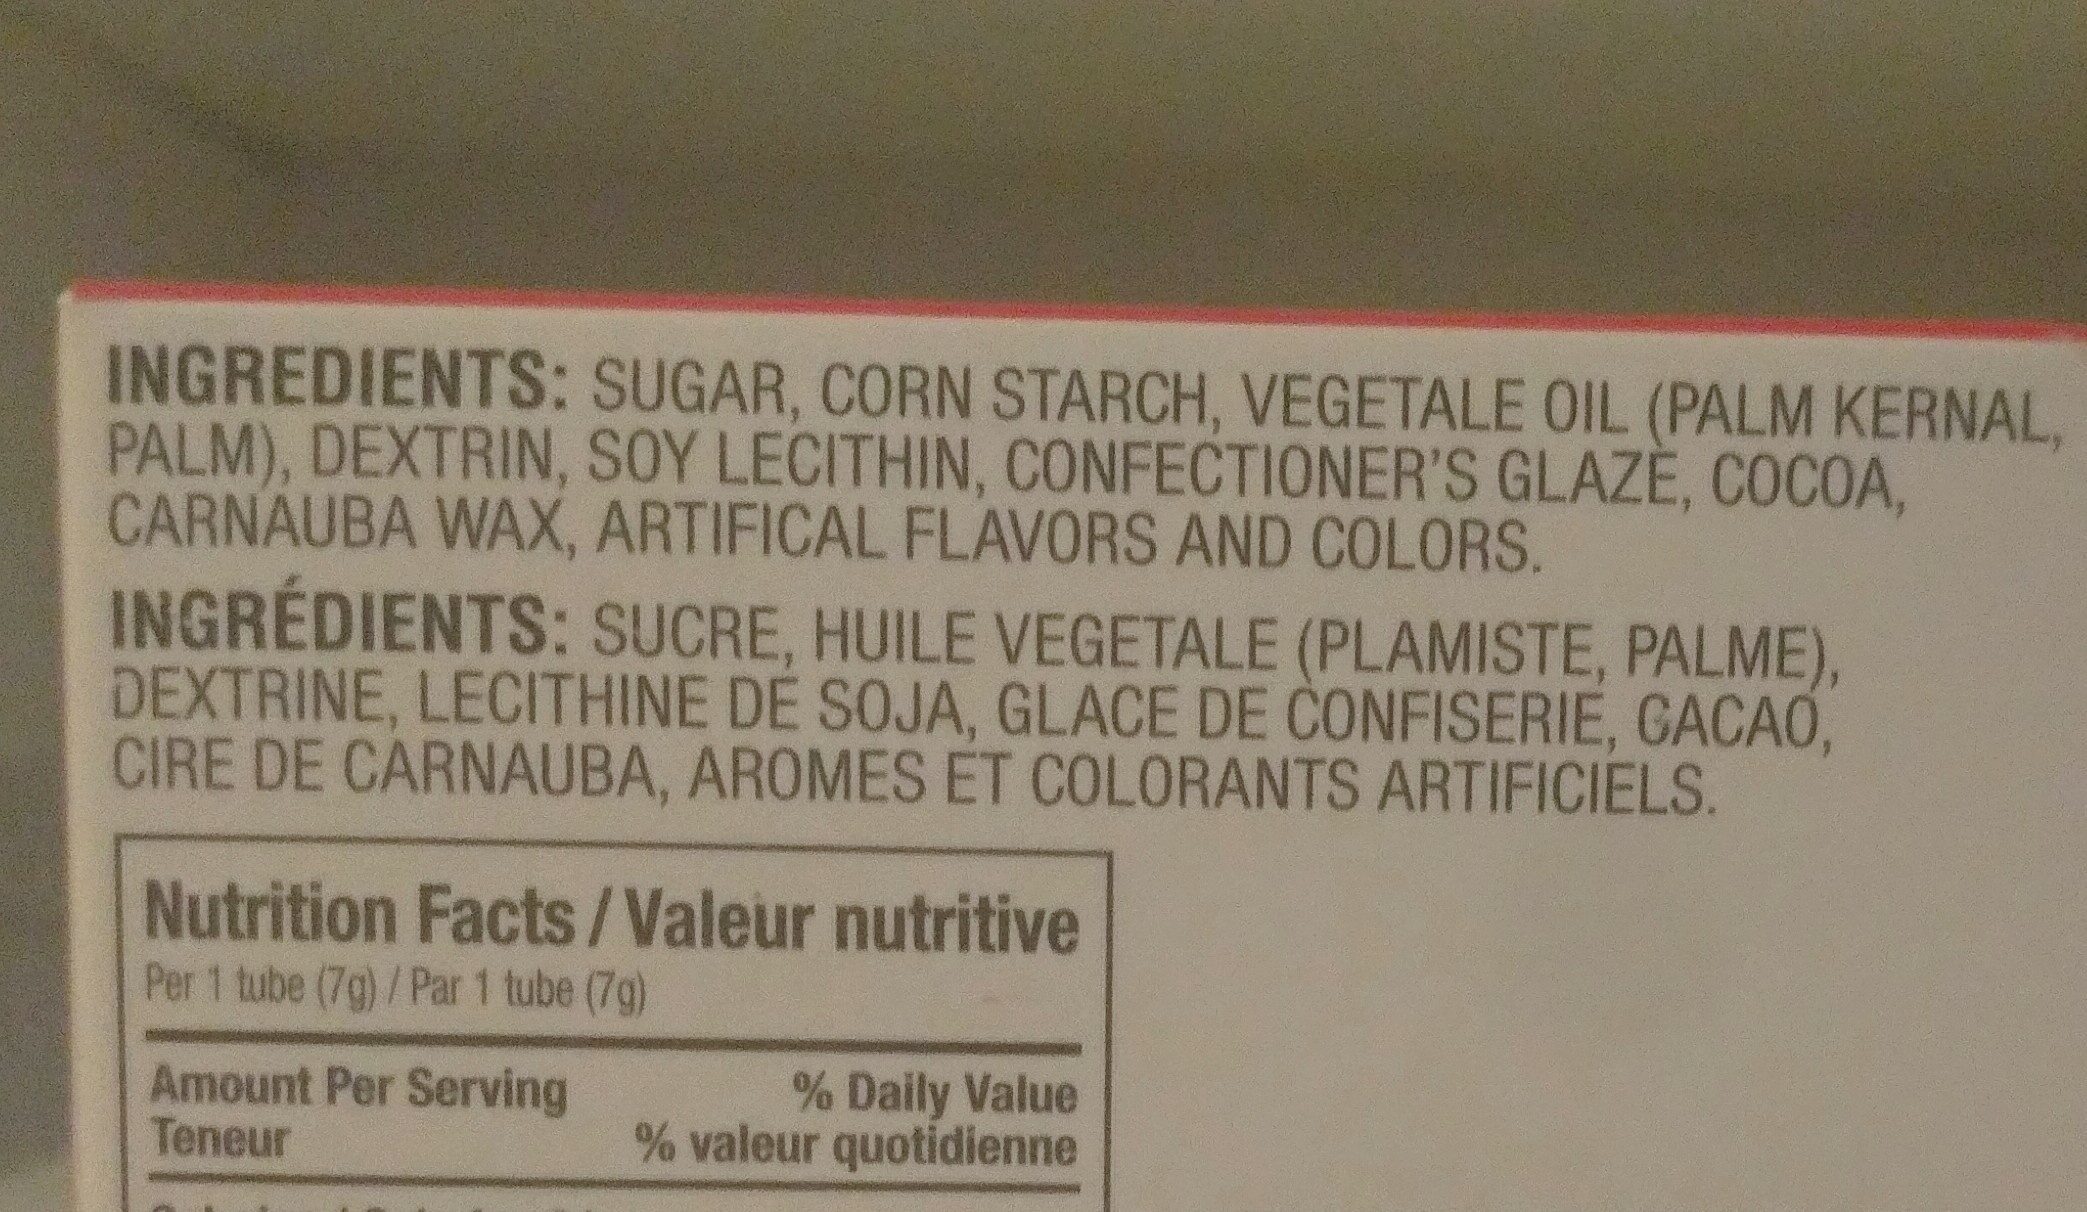 INGREDIENTS: SUGAR, CORN STARCH, VEGETALE OIL (PALM KERNAL,
PALM), DEXTRIN, SOY LECITHIN, CONFECTIONER'S GLAZE, COCOA,
CARNAUBA WAX, ARTIFICAL FLAVORS AND COLORS.
INGRÉDIENTS: SUCRE, HUILE VEGETALE (PLAMISTE, PALME),
DEXTRINE, LECITHINE DE SOJA, GLACE DE CONFISERIE, CACAO,
CIRE DE CARNAUBA, AROMES ET COLORANTS ARTIFICIELS.
Nutrition Facts / Valeur nutritive
Per 1 tube (7g) / Par 1 tube (7g)
Amount Per Serving % Daily Value
Teneur % valeur quotidienne